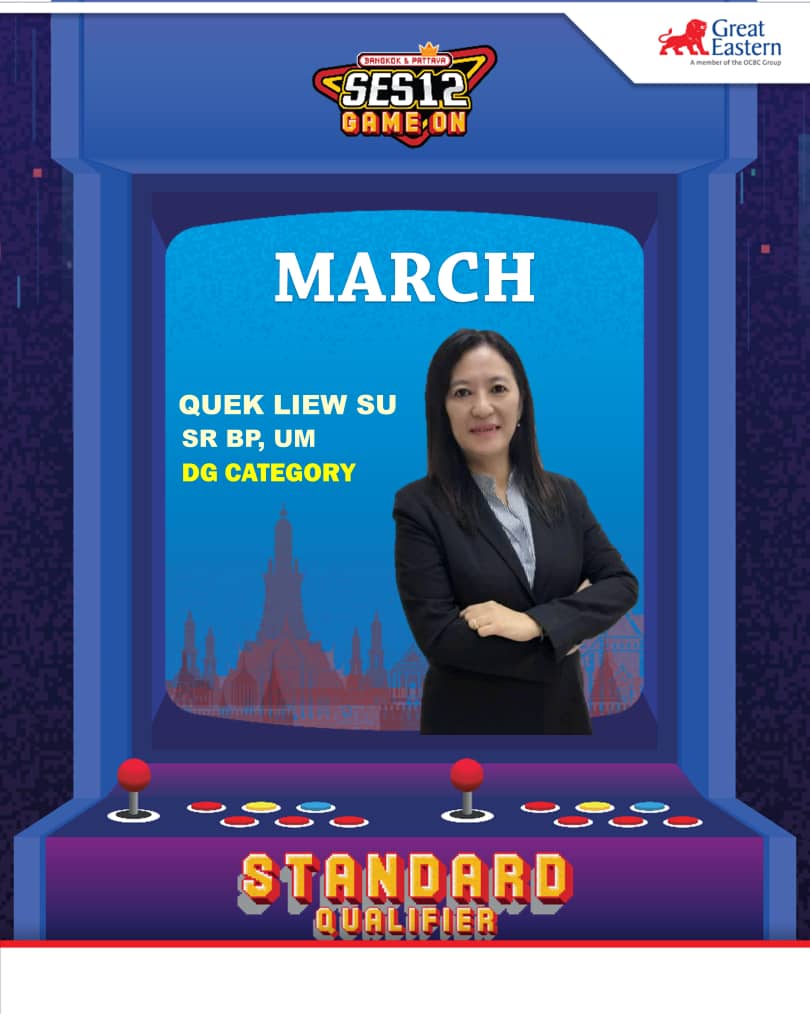 Great
Eastern
A member of the OCBC Group
BANGKOK & PATTAYA
SES12
GAME ON
MARCH
QUEK LIEW SU
SR BP, UM
DG CATEGORY
STANDARD
QUALIFIER